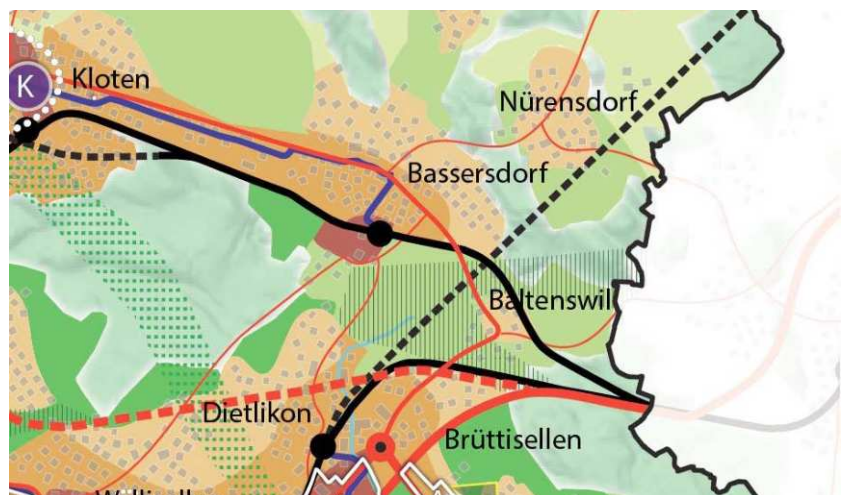 Kloten
K
Nürensdorf
Bassersdorf
Baltenswil
Dietlikon
Brüttisellen